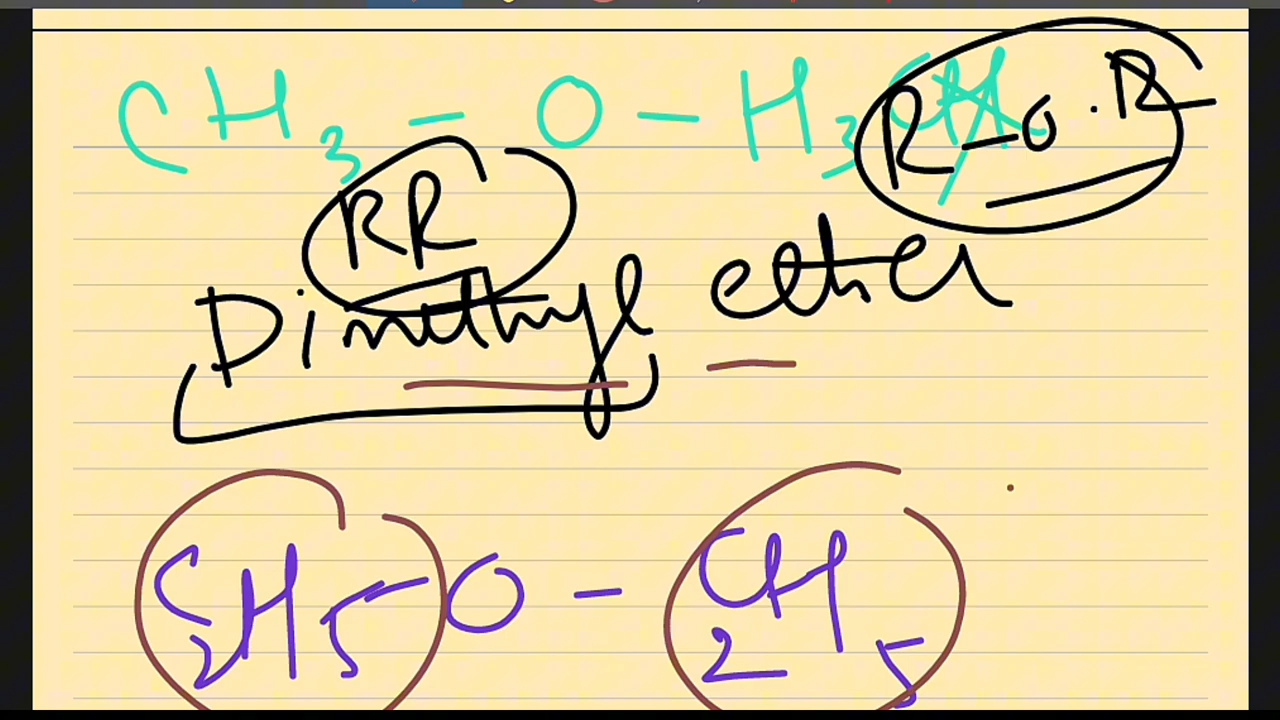 CH3 - O - H3C R-O.R
RR
Dimethyl ether
C2H5-O - C2H5